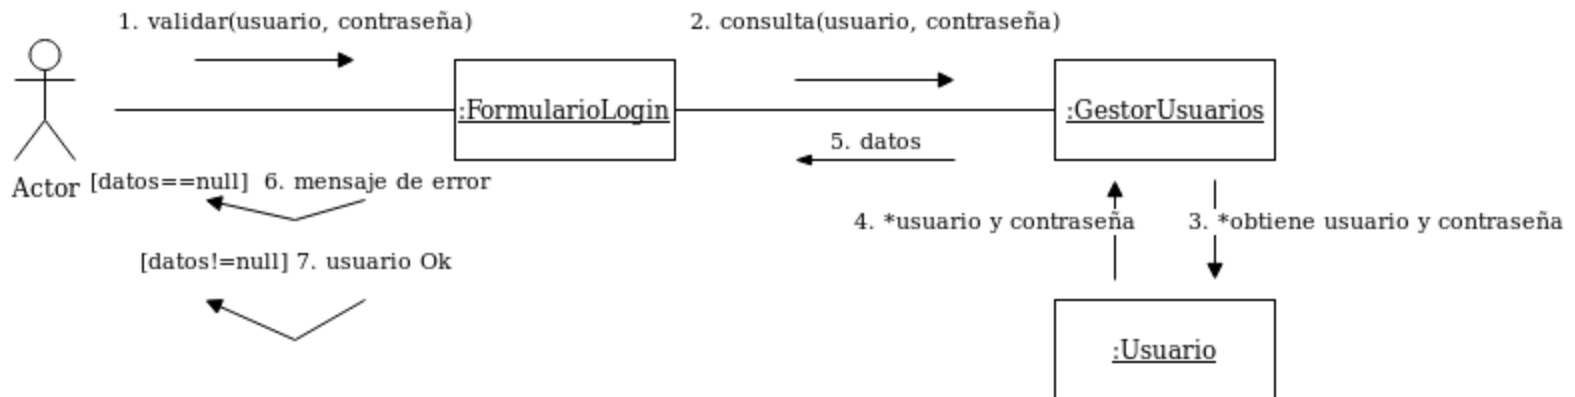 1. validar(usuario, contraseña)
2. consulta(usuario, contraseña)
:FormularioLogin
:GestorUsuarios
5. datos
Actor
[datos==null] 6. mensaje de error
4. *usuario y contraseña
3. *obtiene usuario y contraseña
[datos!=null] 7. usuario Ok
:Usuario